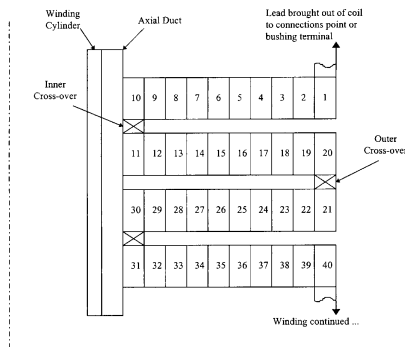 Winding
Cylinder
Axial Duct
Lead brought out of coil
to connections point or
bushing terminal
Inner
Cross-over
10 9 8 7 6 5 4 3 2 1
11 12 13 14 15 16 17 18 19 20
Outer
Cross-over
30 29 28 27 26 25 24 23 22 21
31 32 33 34 35 36 37 38 39 40
Winding continued ...